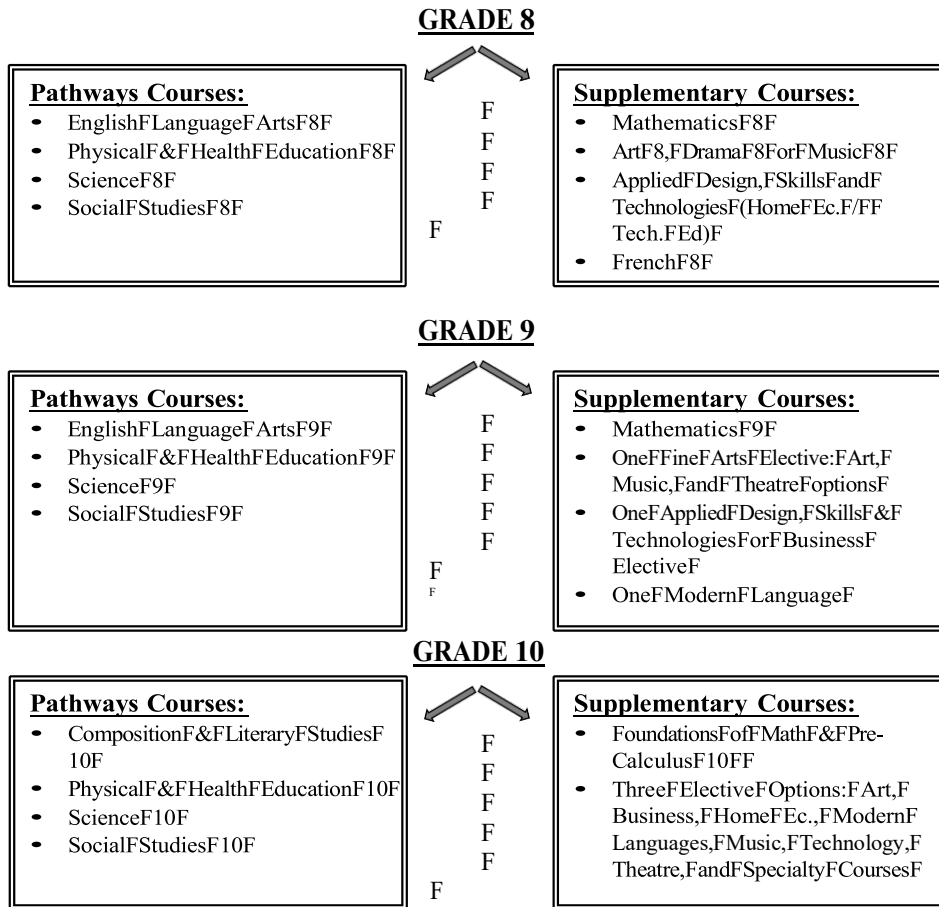 GRADE 8
Pathways Courses:
• EnglishFLanguageFArtsF8F
• PhysicalF&FHealthFEducationF8F
• ScienceF8F
• SocialFStudiesF8F
F
F
F
F
F
Supplementary Courses:
• MathematicsF8F
• ArtF8,FDramaF8ForFMusicF8F
• AppliedFDesign,FSkillsFandF
TechnologiesF(HomeFEc.F/FF
Tech.FEd)F
• FrenchF8F
GRADE 9
Pathways Courses:
• EnglishFLanguageFArtsF9F
• PhysicalF&FHealthFEducationF9F
• ScienceF9F
• SocialFStudiesF9F
F
F
F
F
F
F
F
Supplementary Courses:
• MathematicsF9F
• OneFFineFArtsFElective:FArt,F
Music,FandFTheatreFoptionsF
• OneFAppliedFDesign,FSkillsF&F
TechnologiesForFBusinessF
ElectiveF
• OneFModernFLanguageF
GRADE 10
Pathways Courses:
• CompositionF&FLiteraryFStudiesF
10F
• PhysicalF&FHealthFEducationF10F
• ScienceF10F
• SocialFStudiesF10F
F
F
F
F
F
F
Supplementary Courses:
• FoundationsFofFMathF&FPre-
CalculusF10FF
• ThreeFElectiveFOptions:FArt,F
Business,FHomeFEc.,FModernF
Languages,FMusic,FTechnology,F
Theatre,FandFSpecialtyFCoursesF